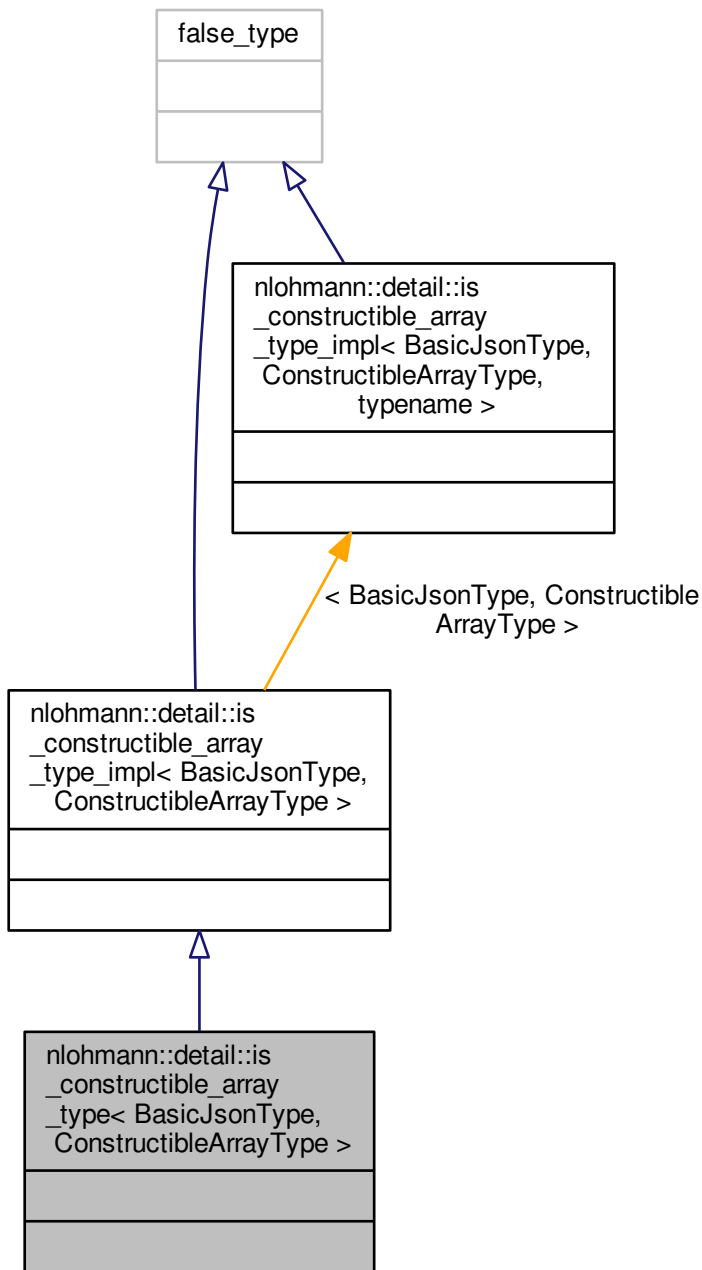 false_type
nlohmann::detail::is
_constructible_array
_type_impl< BasicJsonType,
ConstructibleArrayType,
typename >
< BasicJsonType, Constructible
ArrayType >
nlohmann::detail::is
_constructible_array
_type_impl< BasicJsonType,
ConstructibleArrayType >
nlohmann::detail::is
_constructible_array
_type< BasicJsonType,
ConstructibleArrayType >